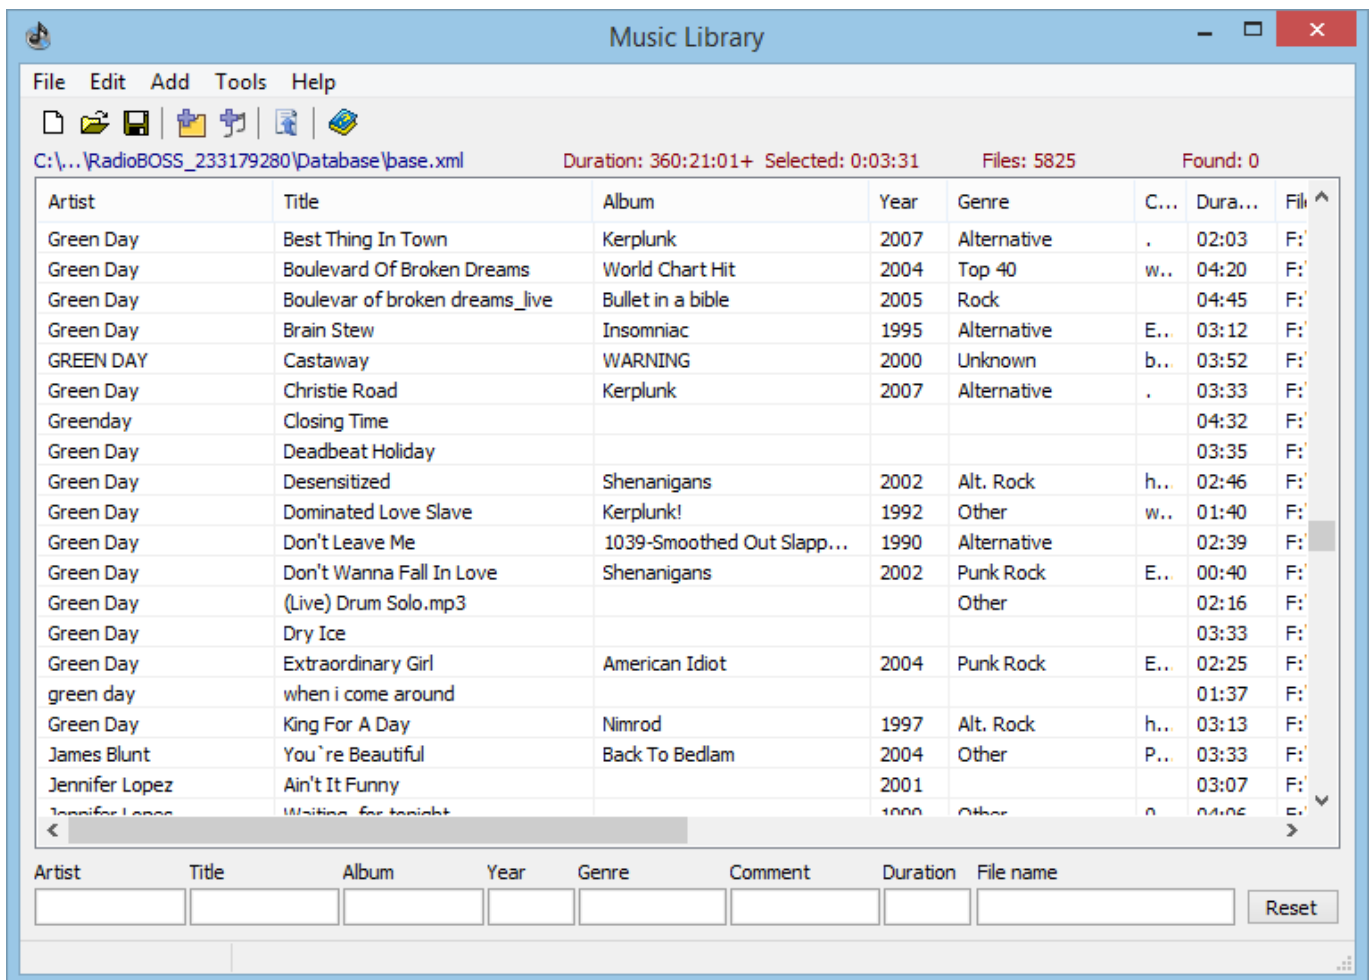 Music Library
File Edit Add Tools Help
C:\...\RadioBOSS_233179280\Database\base.xml Duration: 360:21:01+ Selected: 0:03:31 Files: 5825 Found: 0
Artist Title Album Year Genre C... Dura... File
Green Day Best Thing In Town Kerplunk 2007 Alternative . 02:03 F:\
Green Day Boulevard Of Broken Dreams World Chart Hit 2004 Top 40 w... 04:20 F:\
Green Day Boulevar of broken dreams_live Bullet in a bible 2005 Rock 04:45 F:\
Green Day Brain Stew Insomniac 1995 Alternative E... 03:12 F:\
GREEN DAY Castaway WARNING 2000 Unknown b... 03:52 F:\
Green Day Christie Road Kerplunk 2007 Alternative . 03:33 F:\
Greenday Closing Time 04:32 F:\
Green Day Deadbeat Holiday 03:35 F:\
Green Day Desensitized Shenanigans 2002 Alt. Rock h... 02:46 F:\
Green Day Dominated Love Slave Kerplunk! 1992 Other w... 01:40 F:\
Green Day Don't Leave Me 1039-Smoothed Out Slapp... 1990 Alternative 02:39 F:\
Green Day Don't Wanna Fall In Love Shenanigans 2002 Punk Rock E... 00:40 F:\
Green Day (Live) Drum Solo.mp3 Other 02:16 F:\
Green Day Dry Ice 03:33 F:\
Green Day Extraordinary Girl American Idiot 2004 Punk Rock E... 02:25 F:\
green day when i come around 01:37 F:\
Green Day King For A Day Nimrod 1997 Alt. Rock h... 03:13 F:\
James Blunt You`re Beautiful Back To Bedlam 2004 Other P... 03:33 F:\
Jennifer Lopez Ain't It Funny 2001 03:07 F:\
Jennifer Lopez Waiting for tonight 1999 Other 04:06 F:\
Artist Title Album Year Genre Comment Duration File name
Reset